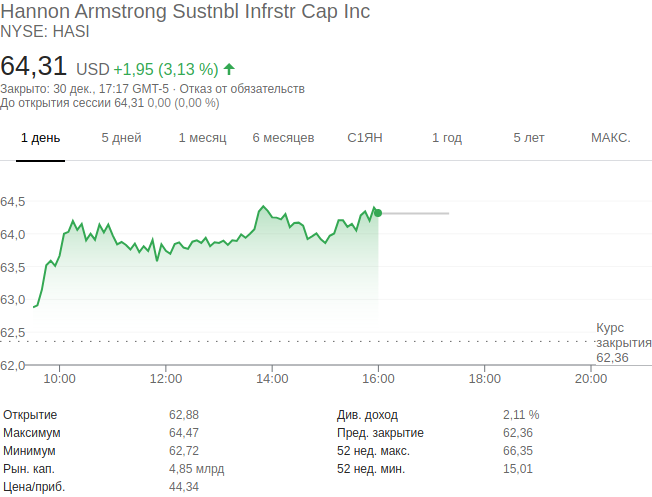 Hannon Armstrong Sustnbl Infrstr Cap Inc
NYSE: HASI
64,31 USD +1,95 (3,13 %)
Закрыто: 30 дек., 17:17 GMT-5 · Отказ от обязательств
До открытия сессии 64,31 0,00 (0,00 %)
1 день 5 дней 1 месяц 6 месяцев С1ЯН 1 год 5 лет МАКС.
64,5
64,0
63,5
63,0
62,5
62,0
Курс
закрытия
62,36
10:00 12:00 14:00 16:00 18:00 20:00
Открытие 62,88 Див. доход 2,11 %
Максимум 64,47 Пред. закрытие 62,36
Минимум 62,72 52 нед. макс. 66,35
Рын. кап. 4,85 млрд 52 нед. мин. 15,01
Цена/приб. 44,34